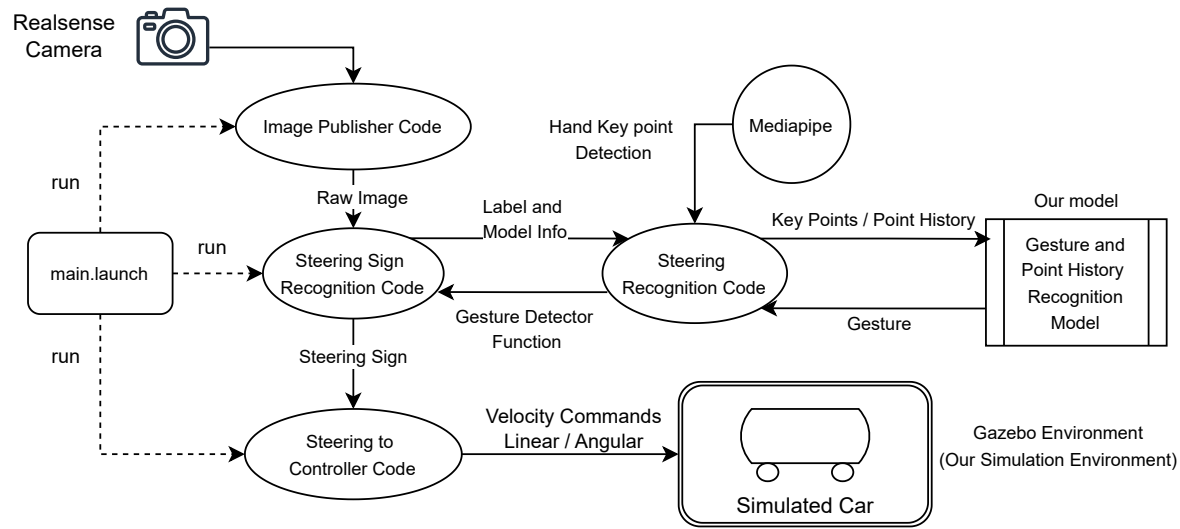 Realsense
Camera
Image Publisher Code
Hand Key point
Detection
Mediapipe
run
Raw Image
Label and
Model Info
Key Points / Point History
Our model
run
main.launch
Steering Sign
Recognition Code
Steering
Recognition Code
Gesture and
Point History
Recognition
Model
Gesture Detector
Function
Gesture
run
Steering Sign
Steering to
Controller Code
Velocity Commands
Linear / Angular
Simulated Car
Gazebo Environment
(Our Simulation Environment)